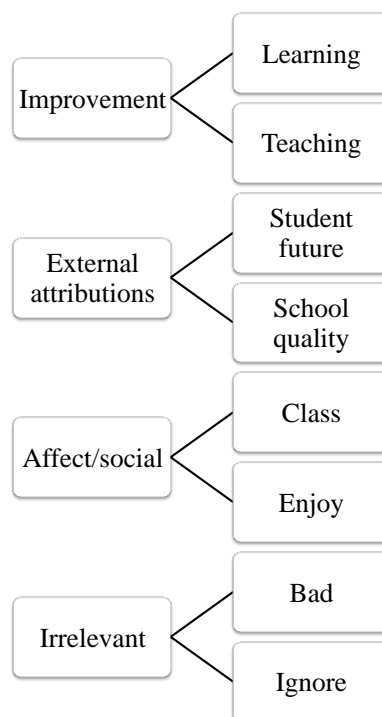 Improvement
Learning
Teaching
External
attributions
Student
future
School
quality
Affect/social
Class
Enjoy
Irrelevant
Bad
Ignore